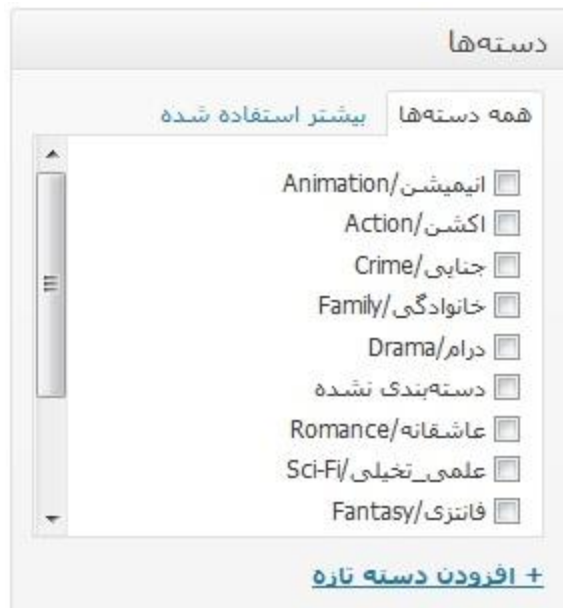 دسته‌ها
همه دسته‌ها بیشتر استفاده شده
انیمیشن/Animation
اکشن/Action
جنایی/Crime
خانوادگی/Family
درام/Drama
دسته‌بندی نشده
عاشقانه/Romance
علمی_تخیلی/Sci-Fi
فانتزی/Fantasy
+ افزودن دسته تازه